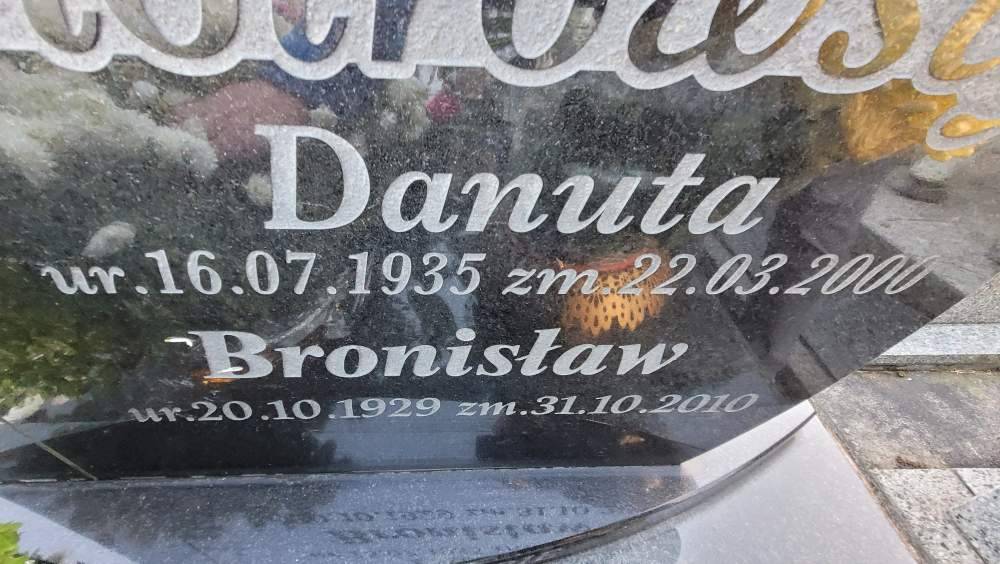 Danuta
ur.16.07.1935 zm.22.03.2000
Bronisław
ur.20.10.1929 zm.31.10.2010